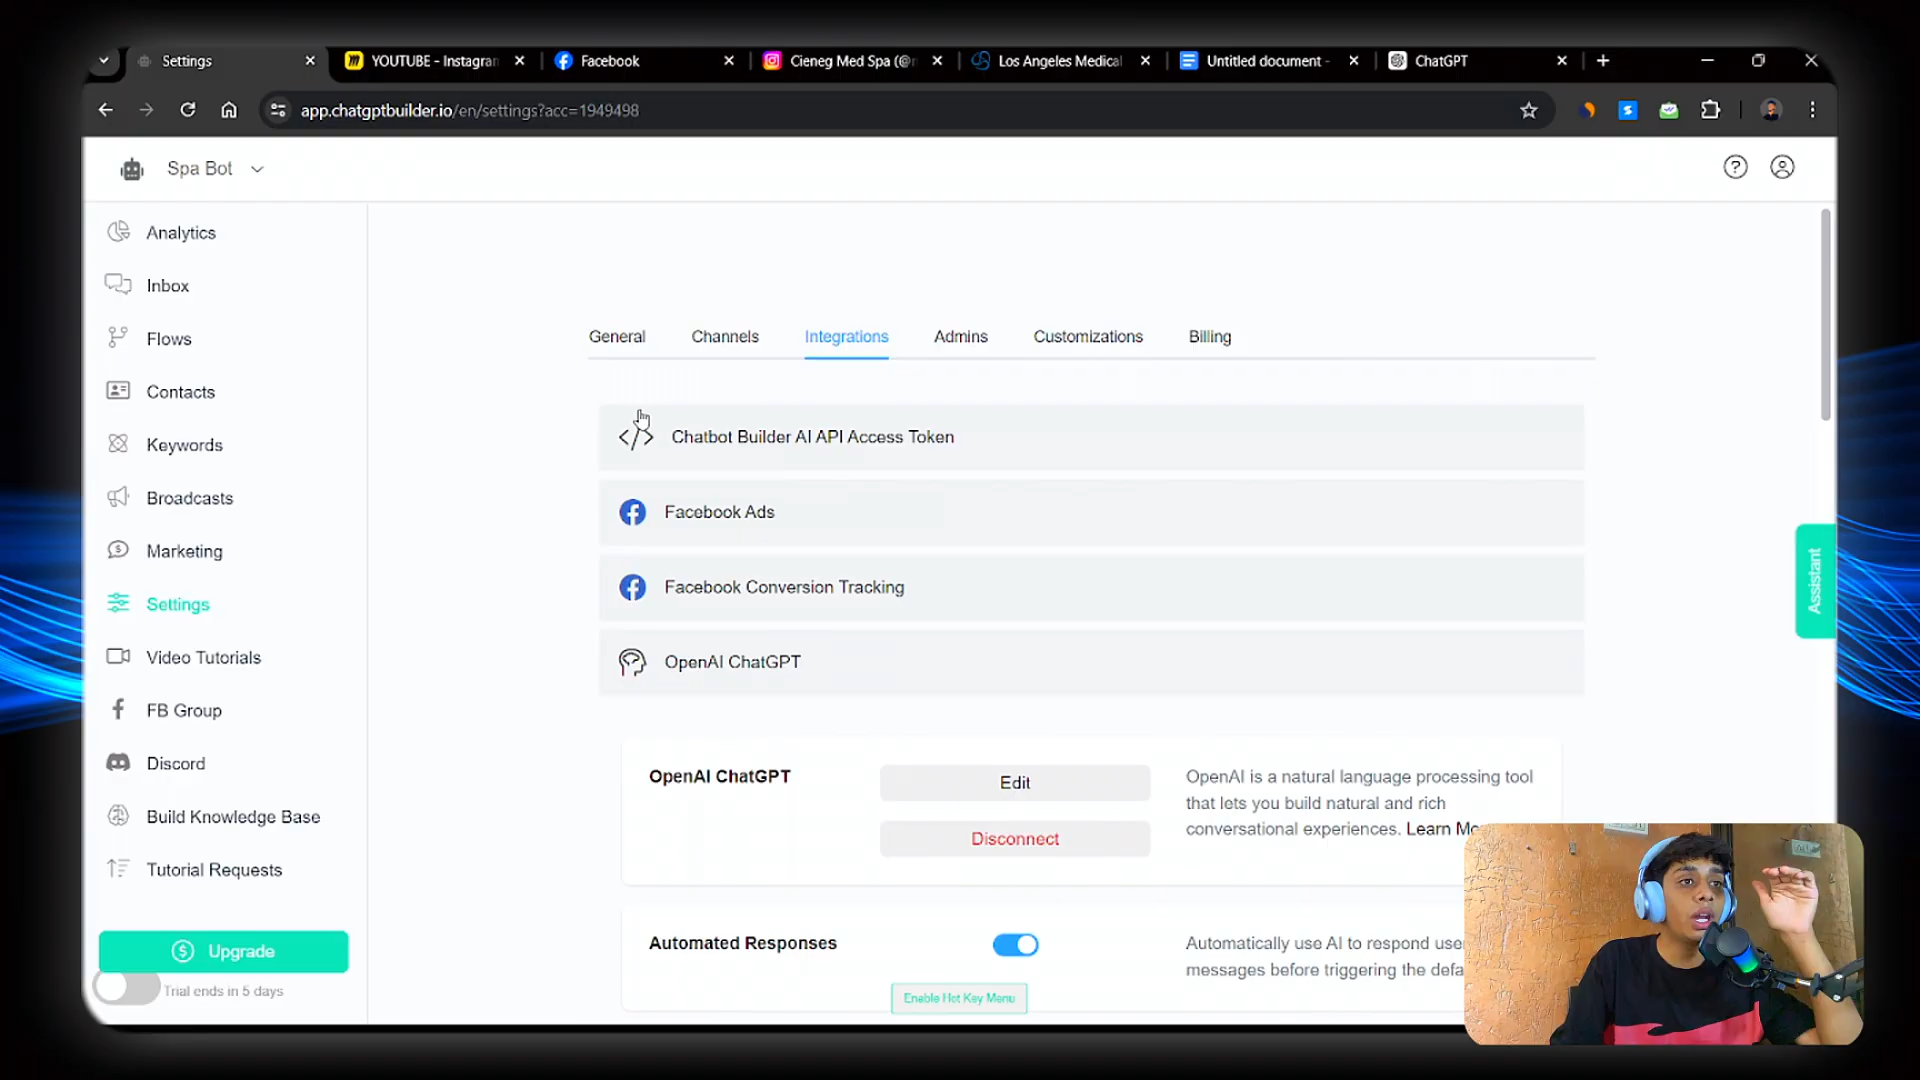 Settings
YOUTUBE - Instagran
Facebook
Cieneg Med Spa (@n
Los Angeles Medical
Untitled document -
ChatGPT
app.chatgptbuilder.io/en/settings?acc=1949498
Spa Bot
Analytics
Inbox
Flows
Contacts
Keywords
Broadcasts
Marketing
Settings
Video Tutorials
FB Group
Discord
Build Knowledge Base
Tutorial Requests
Upgrade
Trial ends in 5 days
General
Channels
Integrations
Admins
Customizations
Billing
Chatbot Builder AI API Access Token
Facebook Ads
Facebook Conversion Tracking
OpenAI ChatGPT
OpenAI ChatGPT
Edit
Disconnect
OpenAI is a natural language processing tool
that lets you build natural and rich
conversational experiences. Learn Mo
Automated Responses
Automatically use AI to respond use
messages before triggering the defa
Enable Hot Key Menu
Assistant